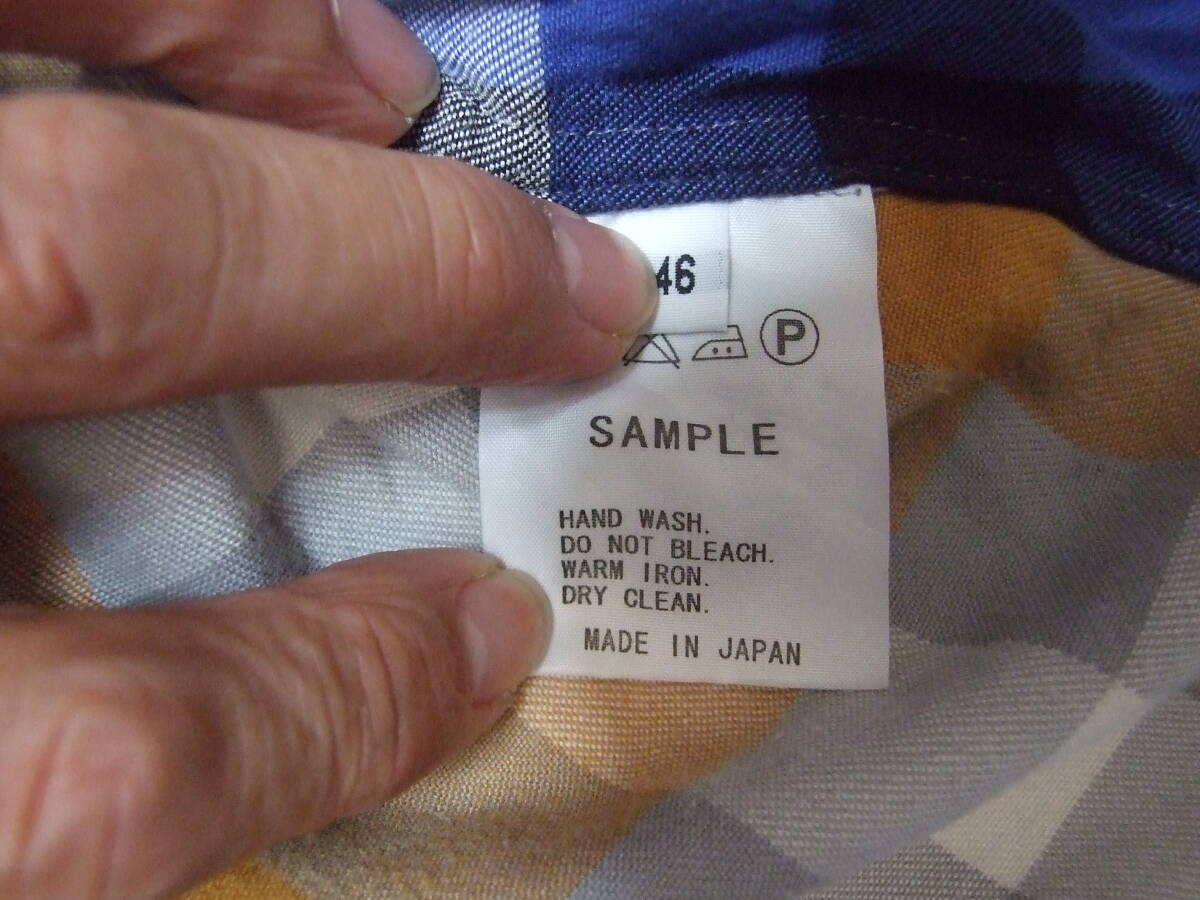 46
P
SAMPLE
HAND WASH.
DO NOT BLEACH.
WARM IRON.
DRY CLEAN.
MADE IN JAPAN